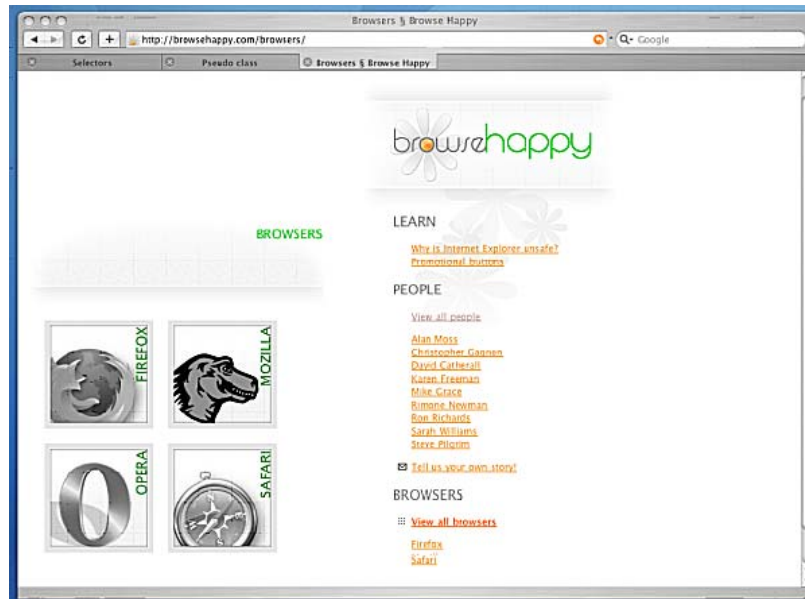 Browsers § Browse Happy
http://browsehappy.com/browsers/
Google
Selectors
Pseudo class
Browsers § Browse Happy
browsehappy
BROWSERS
FIREFOX
MOZILLA
OPERA
SAFARI
LEARN
Why is Internet Explorer unsafe?
Promotional buttons
PEOPLE
View all people
Alan Moss
Christopher Gagnon
David Catherall
Karen Freeman
Mike Grace
Rimone Newman
Ron Richards
Sarah Williams
Steve Pilgrim
Tell us your own story!
BROWSERS
View all browsers
Firefox
Safari